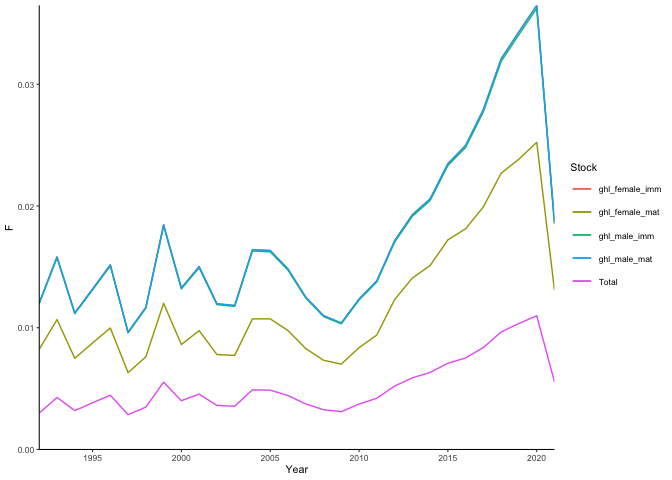 0.03
0.02
0.01
0.00
F
1995
2000
2005
2010
2015
2020
Year
Stock
ghl_female_imm
ghl_female_mat
ghl_male_imm
ghl_male_mat
Total